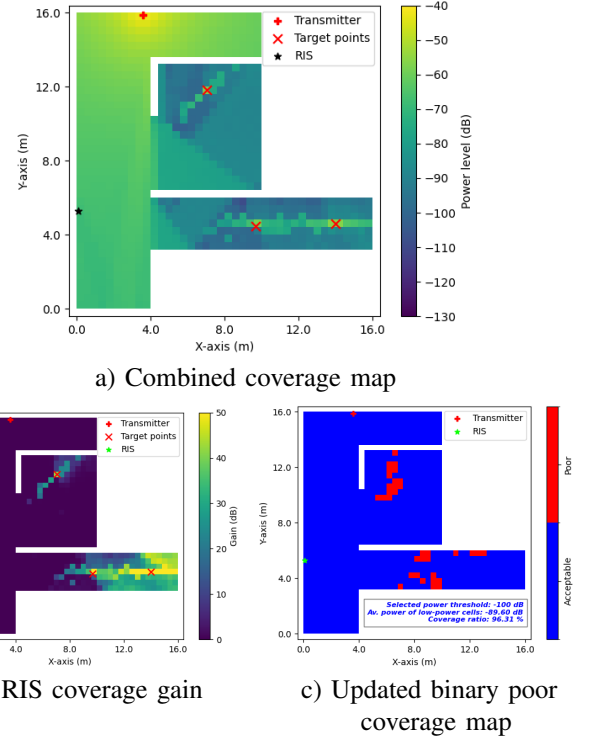 Transmitter
Target points
RIS
16.0
12.0
8.0
4.0
0.0
Y-axis (m)
0.0 4.0 8.0 12.0 16.0
X-axis (m)
−40
−50
−60
−70
−80
−90
−100
−110
−120
−130
Power level (dB)
a) Combined coverage map
Transmitter
Target points
RIS
4.0 8.0 12.0 16.0
X-axis (m)
50
40
30
20
10
0
Gain (dB)
RIS coverage gain
Transmitter
RIS
16.0
12.0
8.0
4.0
0.0
Y-axis (m)
Selected power threshold: -100 dB
Av. power of low-power cells: -89.60 dB
Coverage ratio: 96.31 %
0.0 4.0 8.0 12.0 16.0
X-axis (m)
Poor
Acceptable
c) Updated binary poor
coverage map